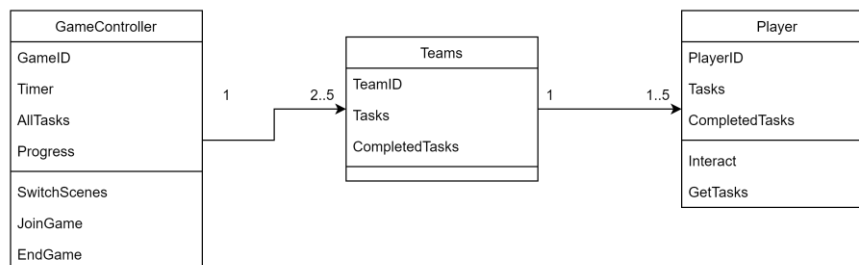 GameController
GameID
Timer
AllTasks
Progress
SwitchScenes
JoinGame
EndGame
1
2..5
Teams
TeamID
Tasks
CompletedTasks
1
1..5
Player
PlayerID
Tasks
CompletedTasks
Interact
GetTasks